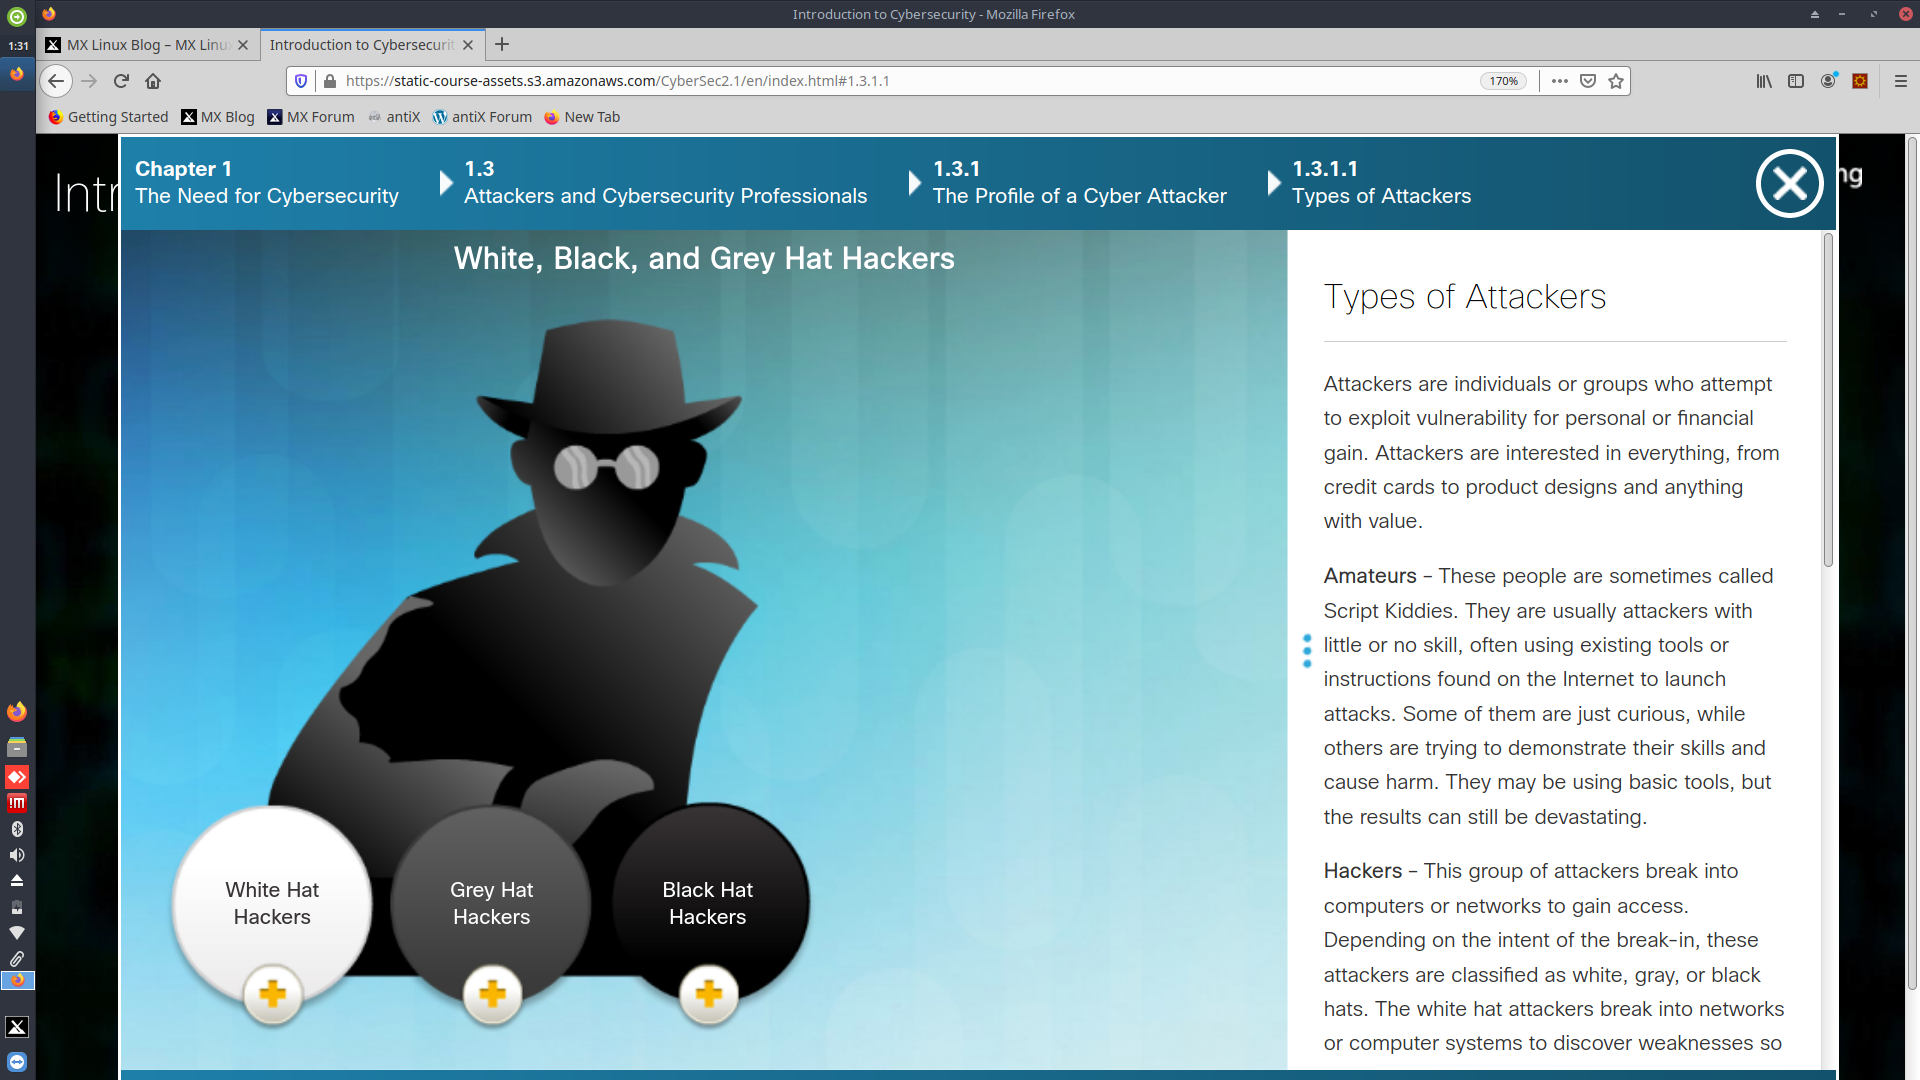 Introduction to Cybersecurity - Mozilla Firefox
1:31
MX Linux Blog – MX Linu
Introduction to Cybersecurit
https://static-course-assets.s3.amazonaws.com/CyberSec2.1/en/index.html#1.3.1.1
170%
Getting Started
MX Blog
MX Forum
antiX
antiX Forum
New Tab
Intr
ng
Chapter 1
The Need for Cybersecurity
1.3
Attackers and Cybersecurity Professionals
1.3.1
The Profile of a Cyber Attacker
1.3.1.1
Types of Attackers
White, Black, and Grey Hat Hackers
White Hat
Hackers
Grey Hat
Hackers
Black Hat
Hackers
Types of Attackers
Attackers are individuals or groups who attempt
to exploit vulnerability for personal or financial
gain. Attackers are interested in everything, from
credit cards to product designs and anything
with value.
Amateurs – These people are sometimes called
Script Kiddies. They are usually attackers with
little or no skill, often using existing tools or
instructions found on the Internet to launch
attacks. Some of them are just curious, while
others are trying to demonstrate their skills and
cause harm. They may be using basic tools, but
the results can still be devastating.
Hackers – This group of attackers break into
computers or networks to gain access.
Depending on the intent of the break-in, these
attackers are classified as white, gray, or black
hats. The white hat attackers break into networks
or computer systems to discover weaknesses so